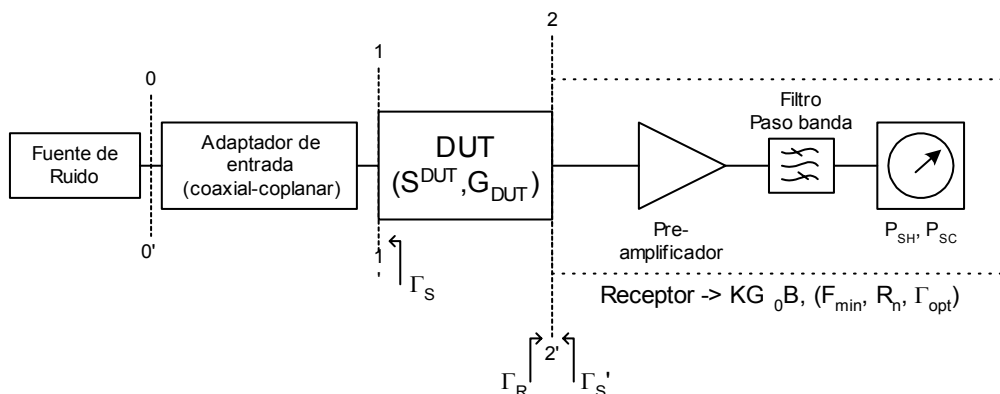 2
1
0
Filtro
Paso banda
Fuente de
Ruido
Adaptador de
entrada
(coaxial-coplanar)
DUT
(S^DUT, G_DUT)
0'
1'
Γ_S
Pre-
amplificador
P_SH, P_SC
Receptor -> KG_0B, (F_min, R_n, Γ_opt)
2'
Γ_R
Γ_S'